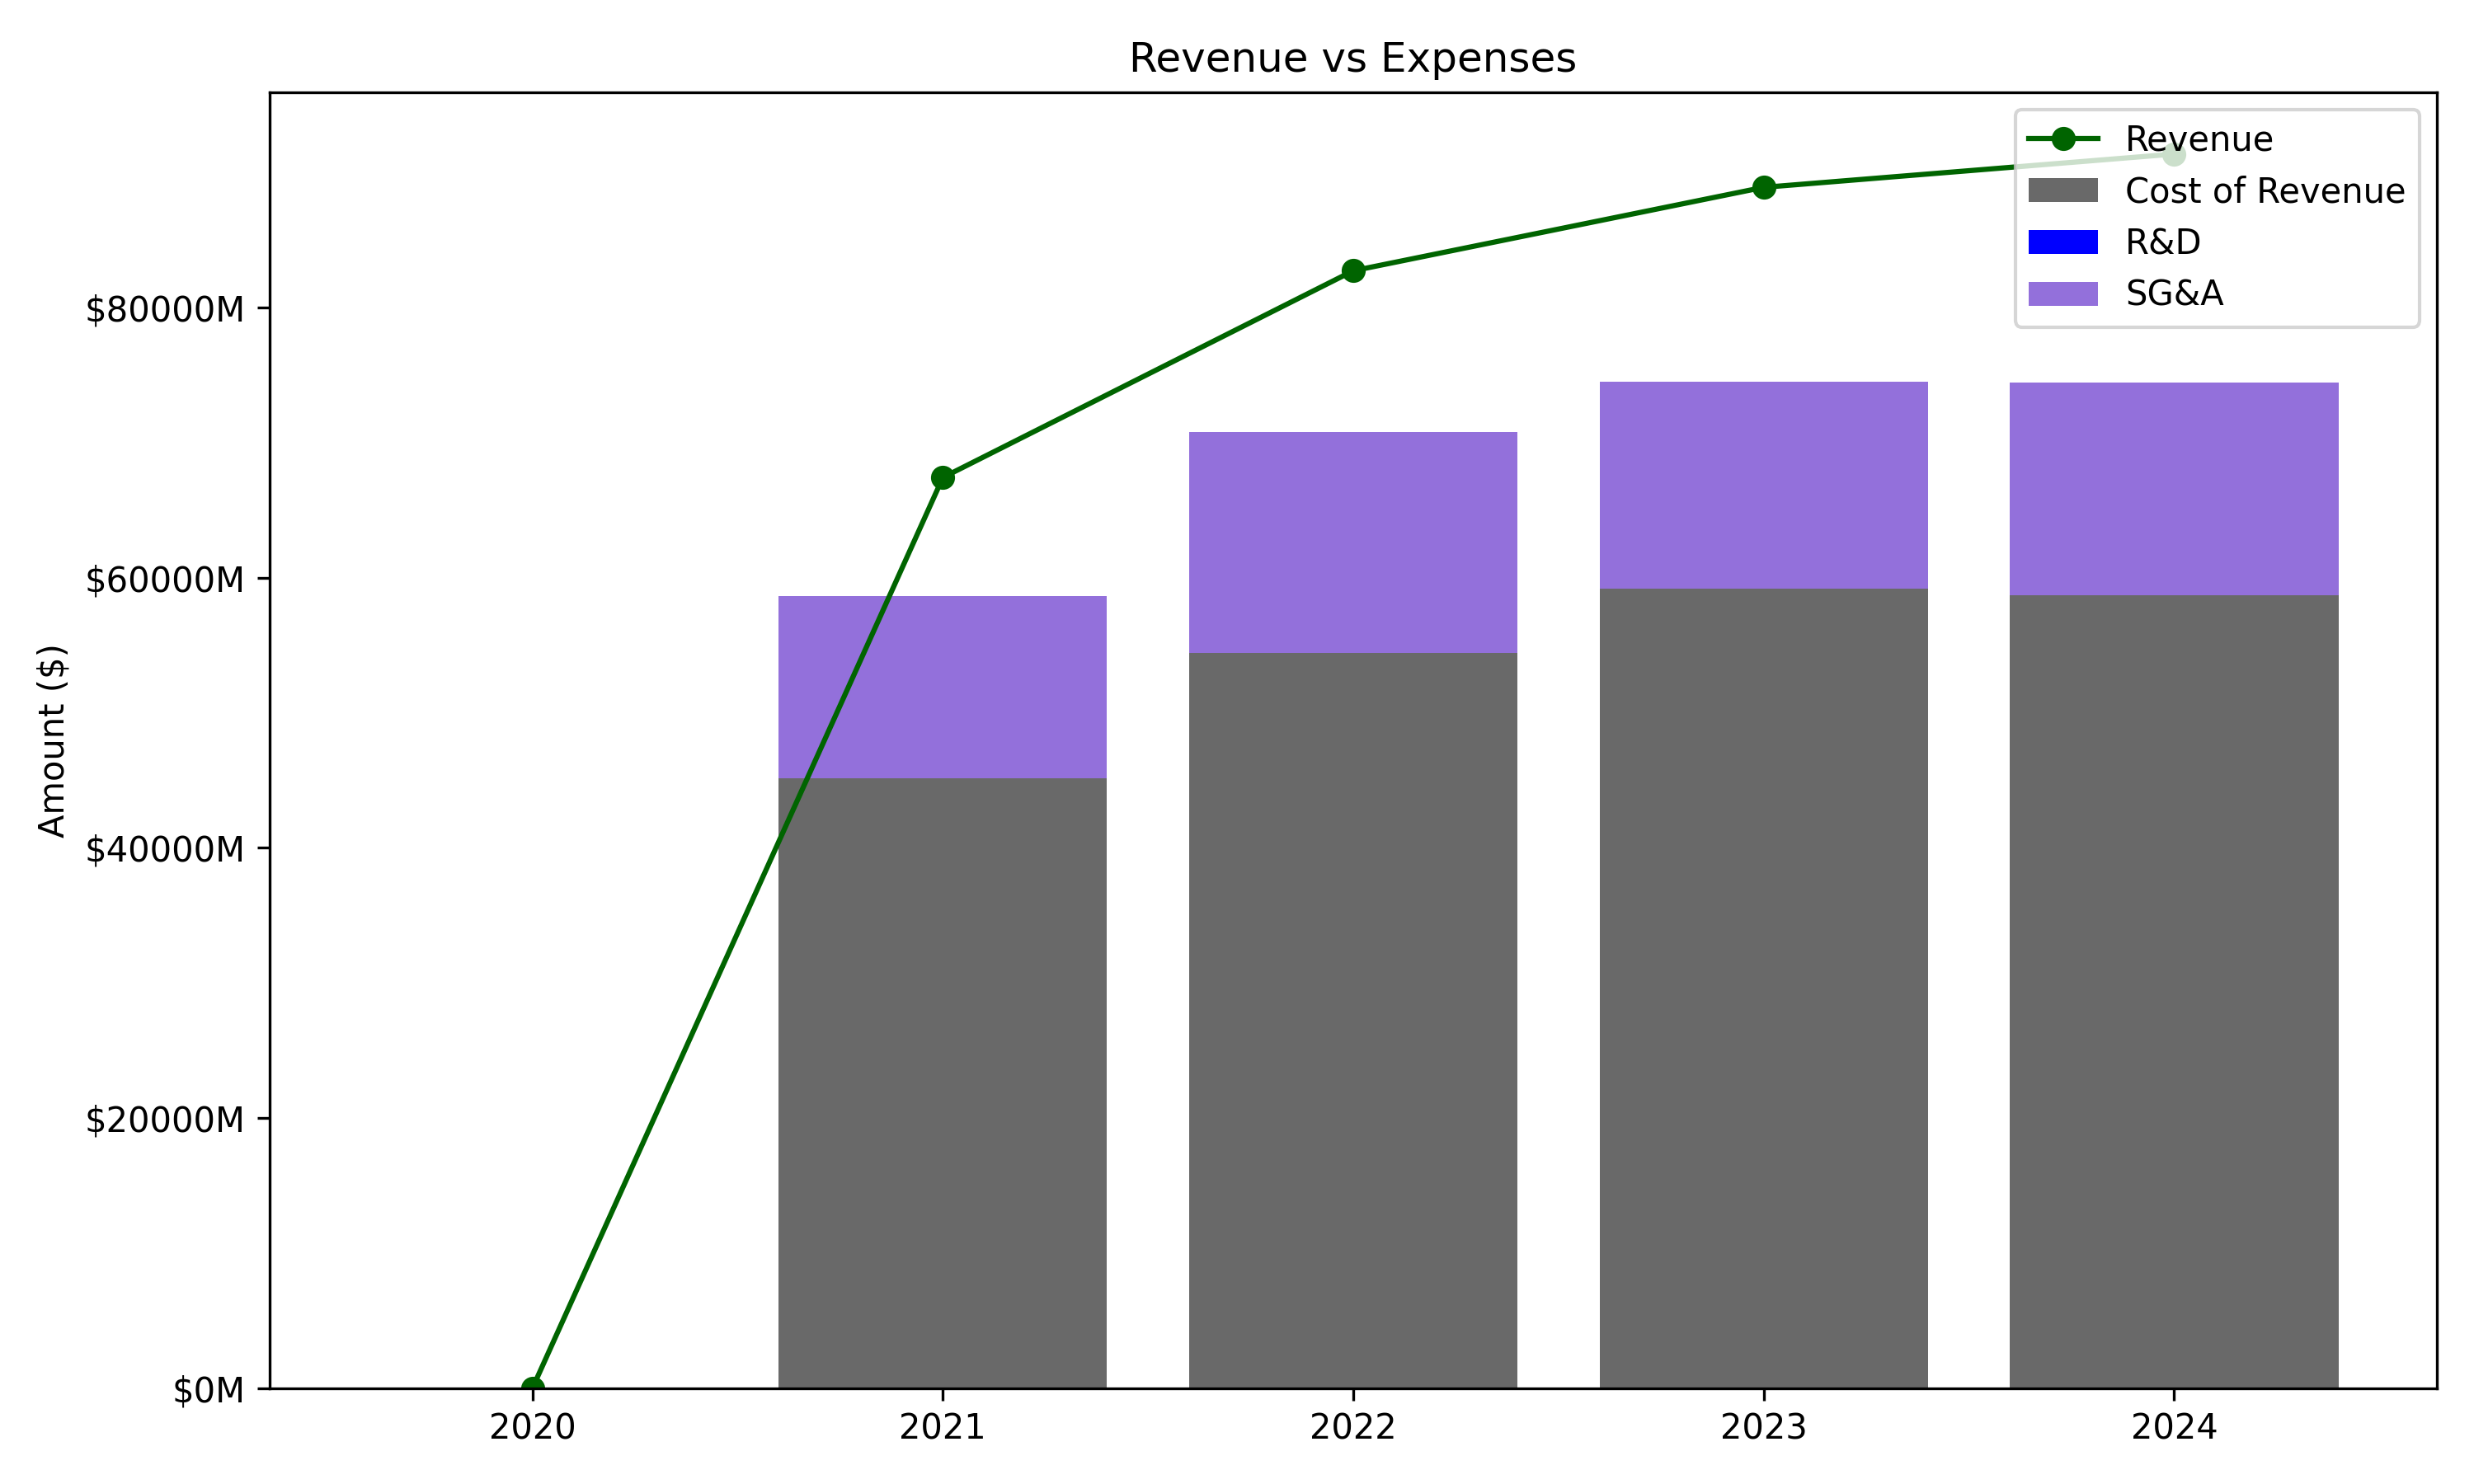 Revenue vs Expenses
Revenue
Cost of Revenue
R&D
SG&A
Amount ($)
$80000M
$60000M
$40000M
$20000M
$0M
2020
2021
2022
2023
2024